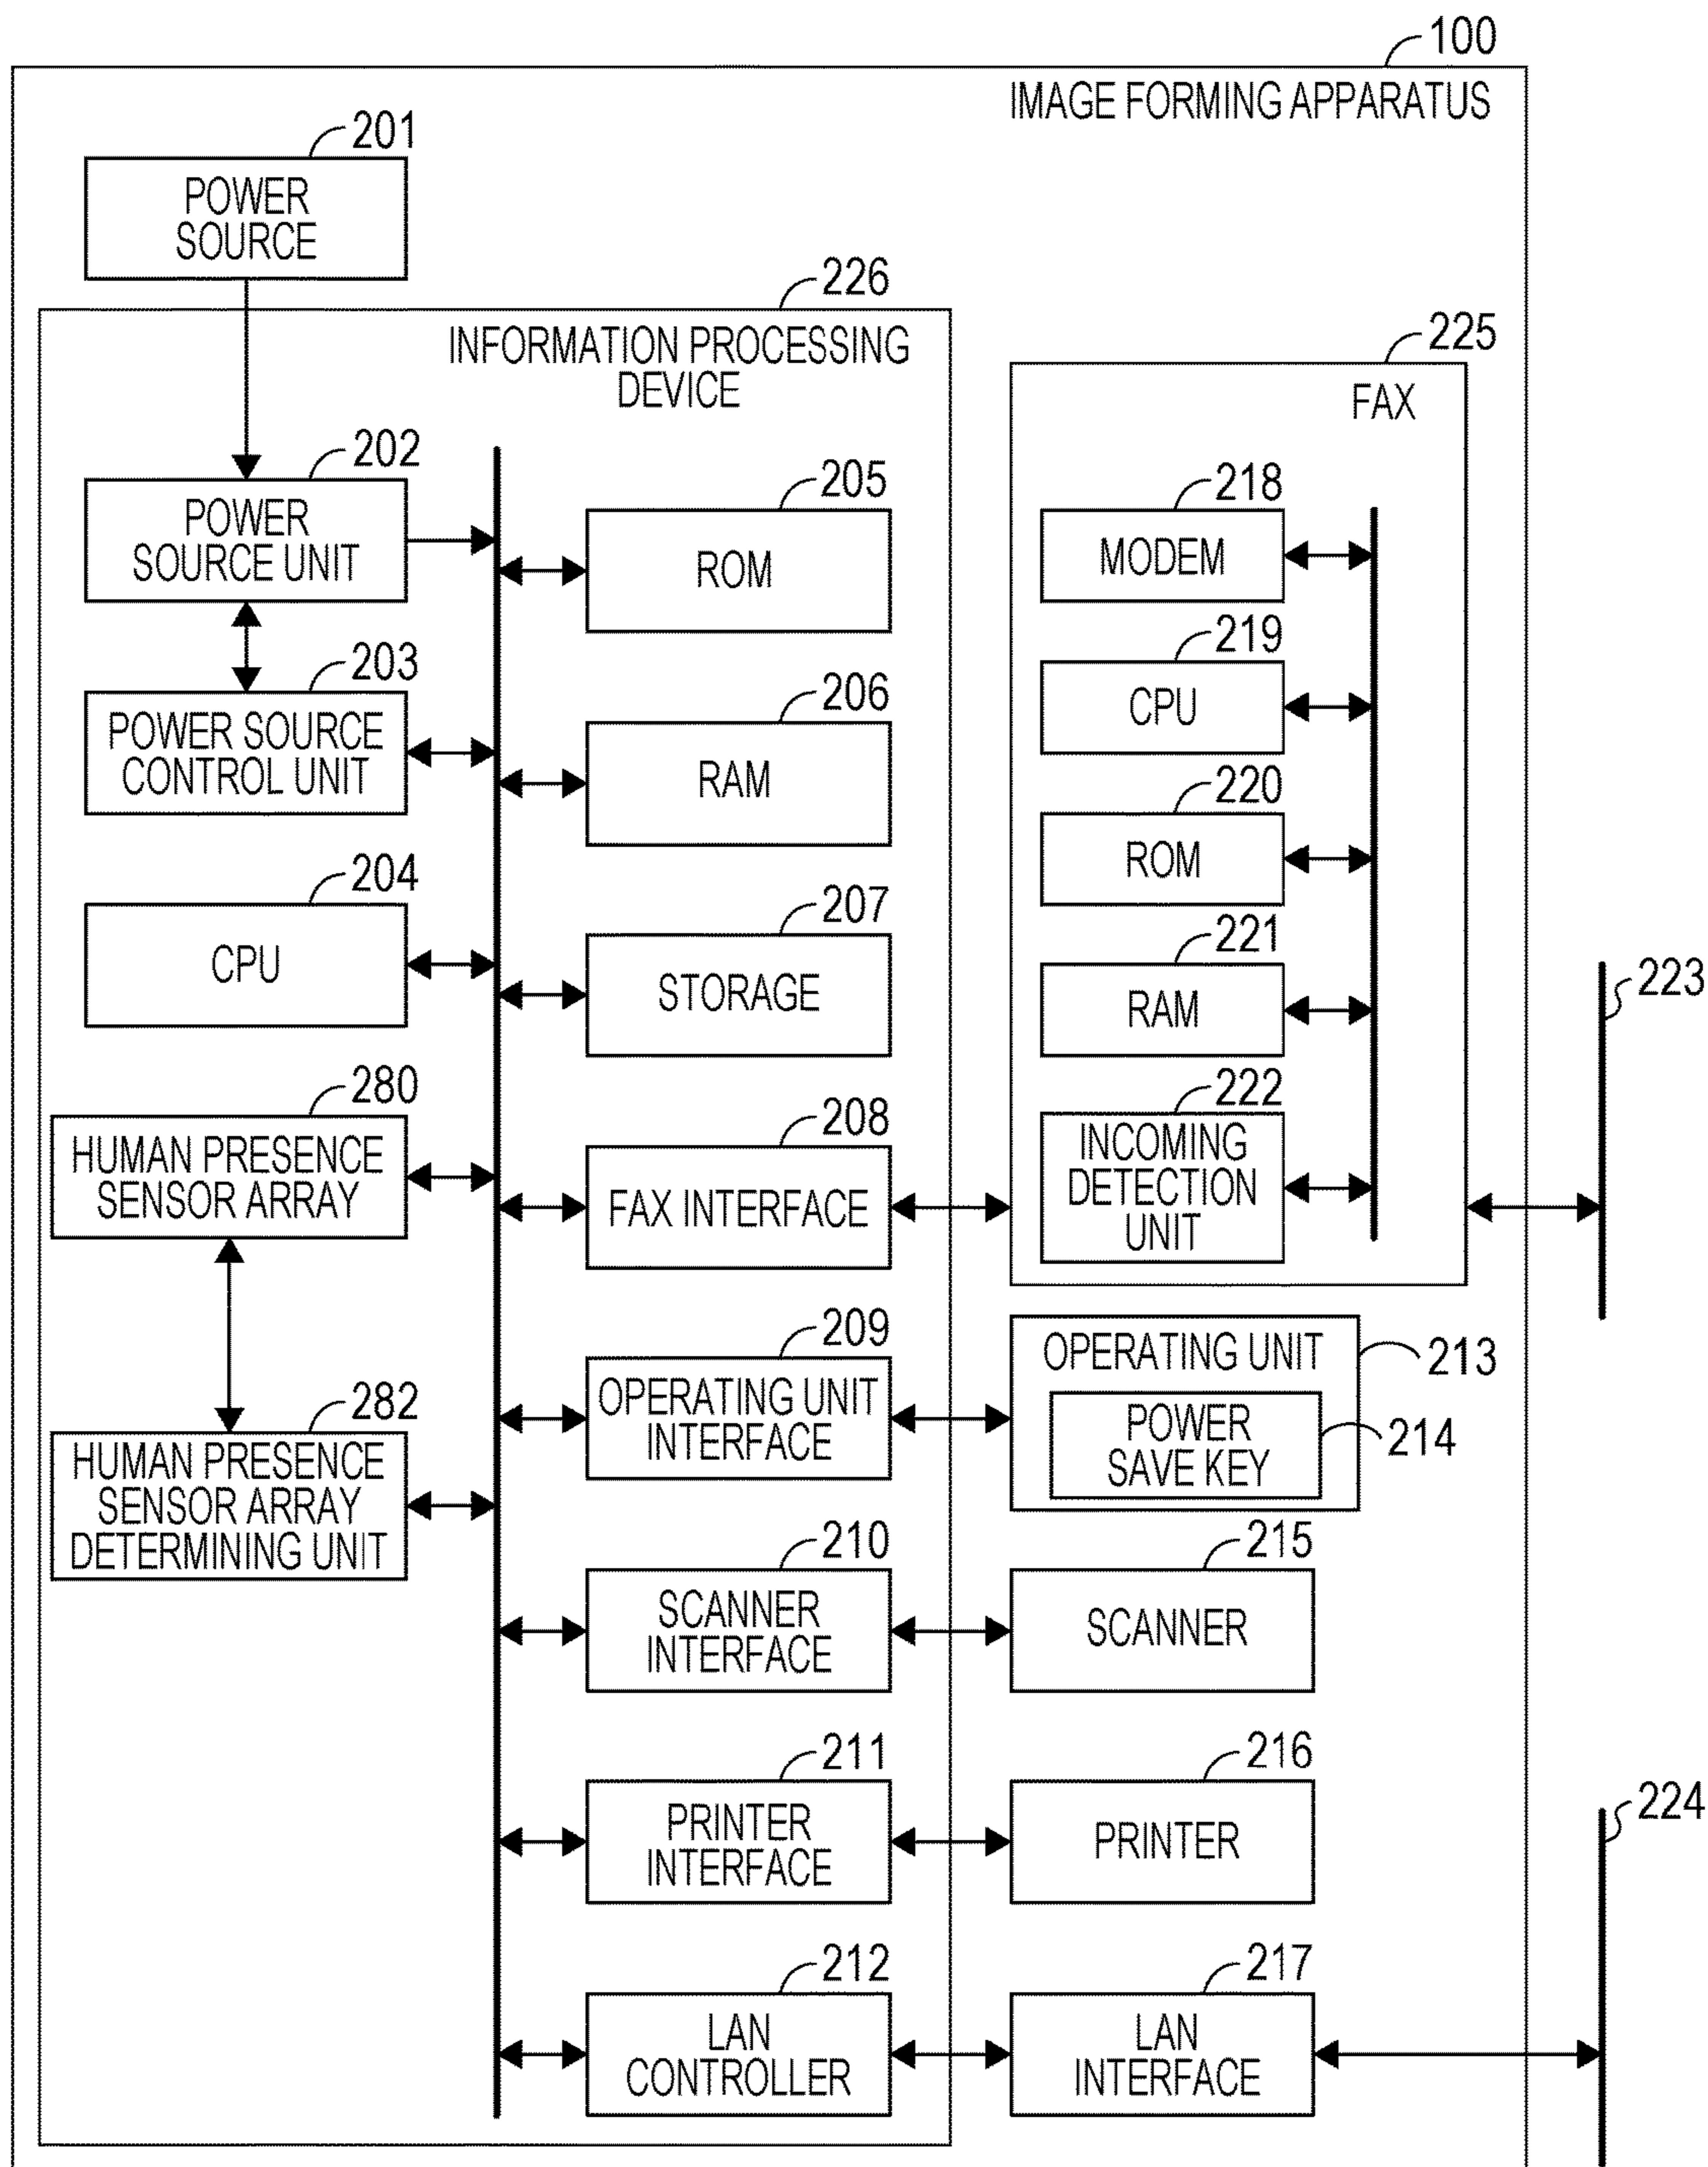 100
IMAGE FORMING APPARATUS
201
POWER
SOURCE
226
INFORMATION PROCESSING
DEVICE
225
FAX
202
POWER
SOURCE UNIT
203
POWER SOURCE
CONTROL UNIT
204
CPU
280
HUMAN PRESENCE
SENSOR ARRAY
282
HUMAN PRESENCE
SENSOR ARRAY
DETERMINING UNIT
205
ROM
206
RAM
207
STORAGE
208
FAX INTERFACE
209
OPERATING UNIT
INTERFACE
210
SCANNER
INTERFACE
211
PRINTER
INTERFACE
212
LAN
CONTROLLER
218
MODEM
219
CPU
220
ROM
221
RAM
222
INCOMING
DETECTION
UNIT
OPERATING UNIT
213
POWER
SAVE KEY
214
215
SCANNER
216
PRINTER
217
LAN
INTERFACE
223
224